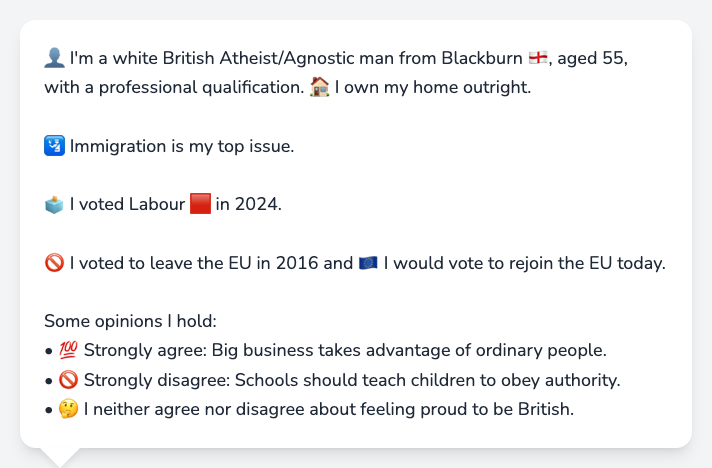 👤 I'm a white British Atheist/Agnostic man from Blackburn 🏴󠁧󠁢󠁥󠁮󠁧󠁿, aged 55,
with a professional qualification. 🏠 I own my home outright.
🛂 Immigration is my top issue.
🗳️ I voted Labour 🟥 in 2024.
🚫 I voted to leave the EU in 2016 and 🇪🇺 I would vote to rejoin the EU today.
Some opinions I hold:
• 💯 Strongly agree: Big business takes advantage of ordinary people.
• 🚫 Strongly disagree: Schools should teach children to obey authority.
• 🤔 I neither agree nor disagree about feeling proud to be British.